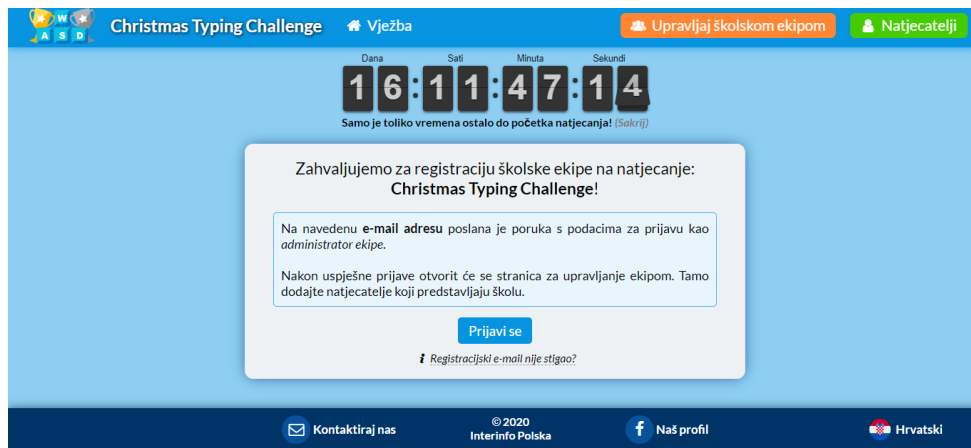 W
A S D
Christmas Typing Challenge Vježba Upravljaj školskom ekipom Natjecatelji
Dana Sati Minuta Sekundi
16:11:47:14
Samo je toliko vremena ostalo do početka natjecanja! (Sakrij)
Zahvaljujemo za registraciju školske ekipe na natjecanje:
Christmas Typing Challenge!
Na navedenu e-mail adresu poslana je poruka s podacima za prijavu kao
administrator ekipe.
Nakon uspješne prijave otvorit će se stranica za upravljanje ekipom. Tamo
dodajte natjecatelje koji predstavljaju školu.
Prijavi se
i Registracijski e-mail nije stigao?
Kontaktiraj nas © 2020 Naš profil Hrvatski
Interinfo Polska